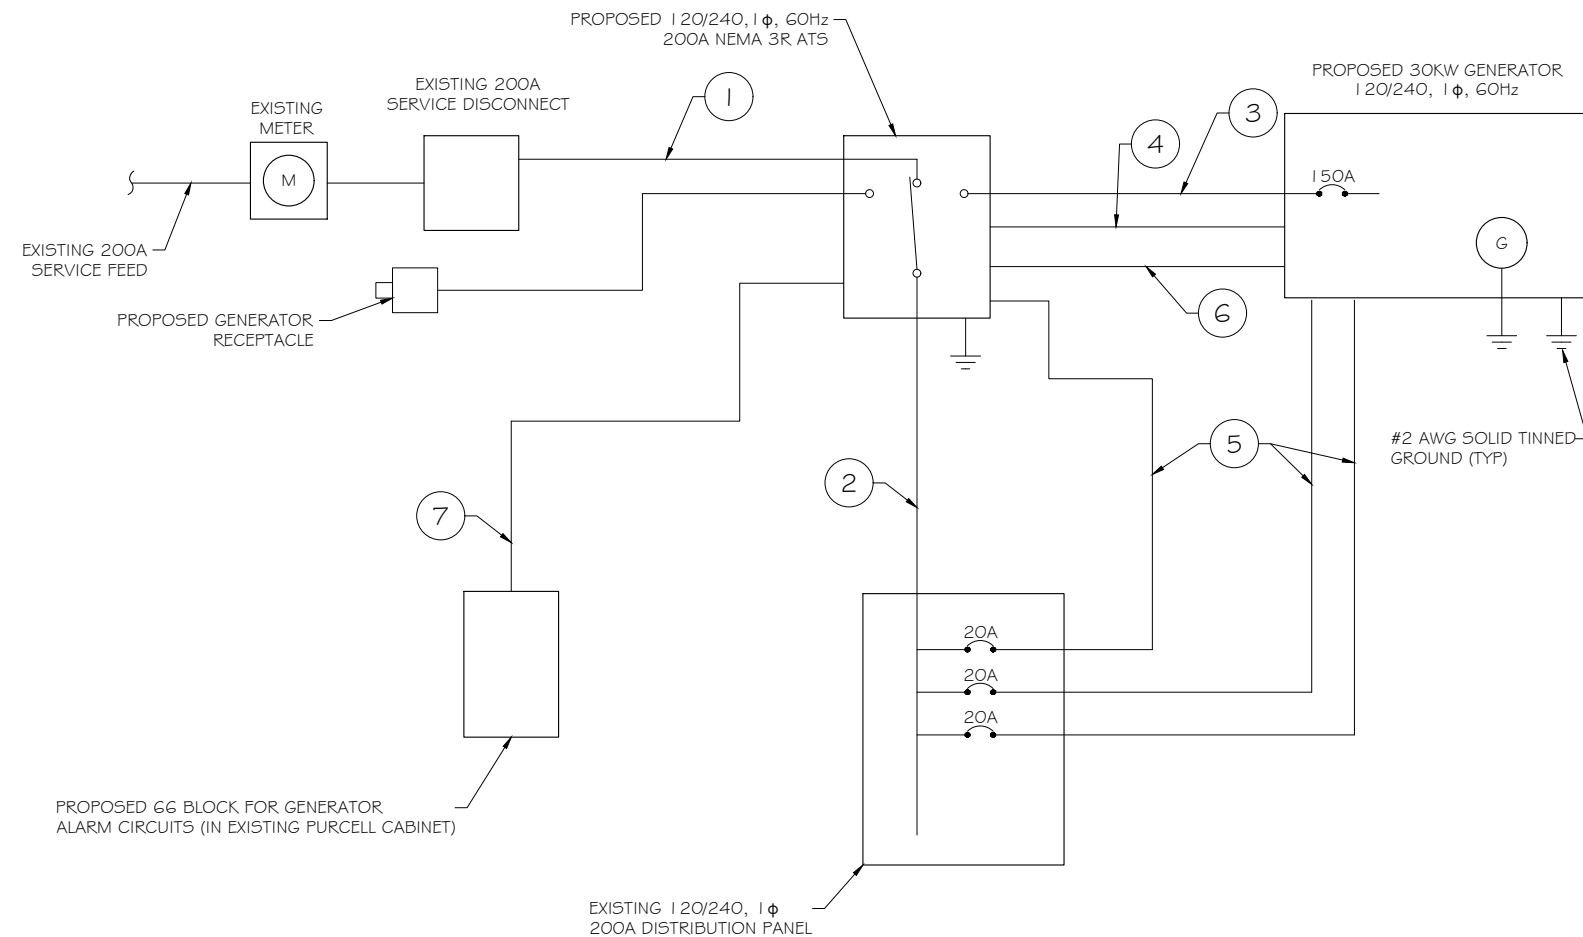 PROPOSED 120/240, 1ϕ, 60Hz
200A NEMA 3R ATS
EXISTING 200A
SERVICE DISCONNECT
EXISTING
METER
M
1
PROPOSED 30KW GENERATOR
120/240, 1ϕ, 60Hz
3
4
150A
G
EXISTING 200A
SERVICE FEED
PROPOSED GENERATOR
RECEPTACLE
6
#2 AWG SOLID TINNED
GROUND (TYP)
5
2
7
20A
20A
20A
PROPOSED 66 BLOCK FOR GENERATOR
ALARM CIRCUITS (IN EXISTING PURCELL CABINET)
EXISTING 120/240, 1ϕ
200A DISTRIBUTION PANEL